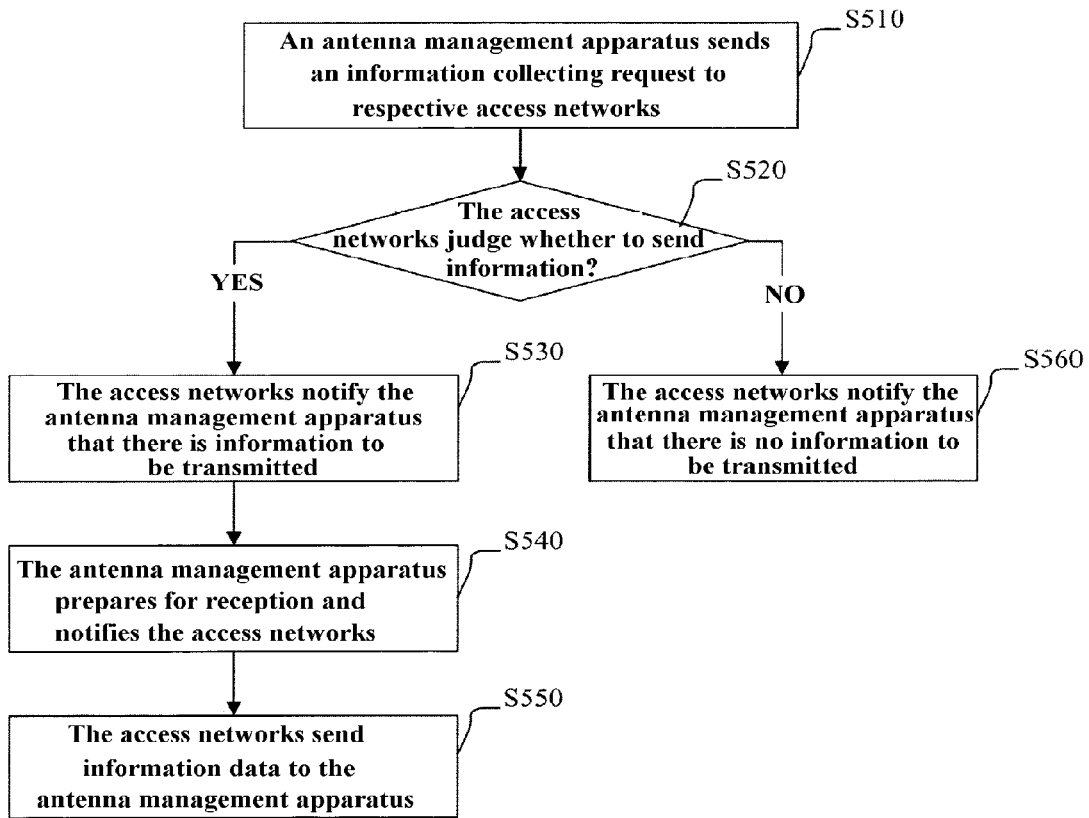 S510
An antenna management apparatus sends
an information collecting request to
respective access networks
S520
The access
networks judge whether to send
information?
YES
NO
S530
The access networks notify the
antenna management apparatus
that there is information to
be transmitted
S560
The access networks notify the
antenna management apparatus
that there is no information to
be transmitted
S540
The antenna management apparatus
prepares for reception and
notifies the access networks
S550
The access networks send
information data to the
antenna management apparatus